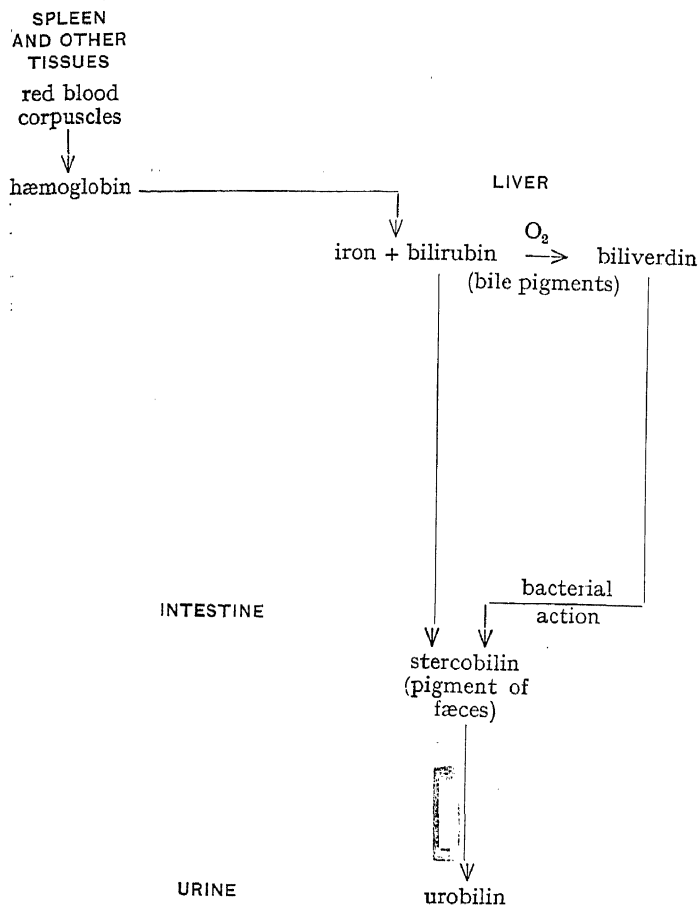 SPLEEN
AND OTHER
TISSUES
red blood
corpuscles
hæmoglobin
LIVER
O₂
iron + bilirubin → biliverdin
(bile pigments)
bacterial
INTESTINE
action
stercobilin
(pigment of
fæces)
URINE
urobilin